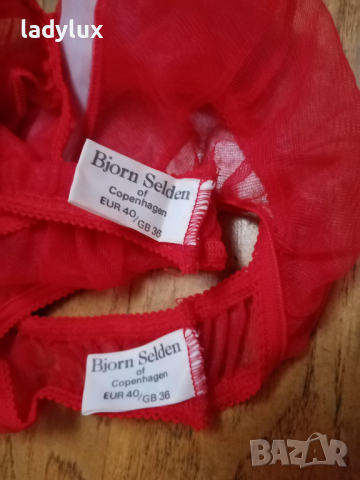 ladylux
Bjorn Selden
of
Copenhagen
EUR 40/GB 36
Bjorn Selden
of
Copenhagen
EUR 40/GB 36
BAZAR